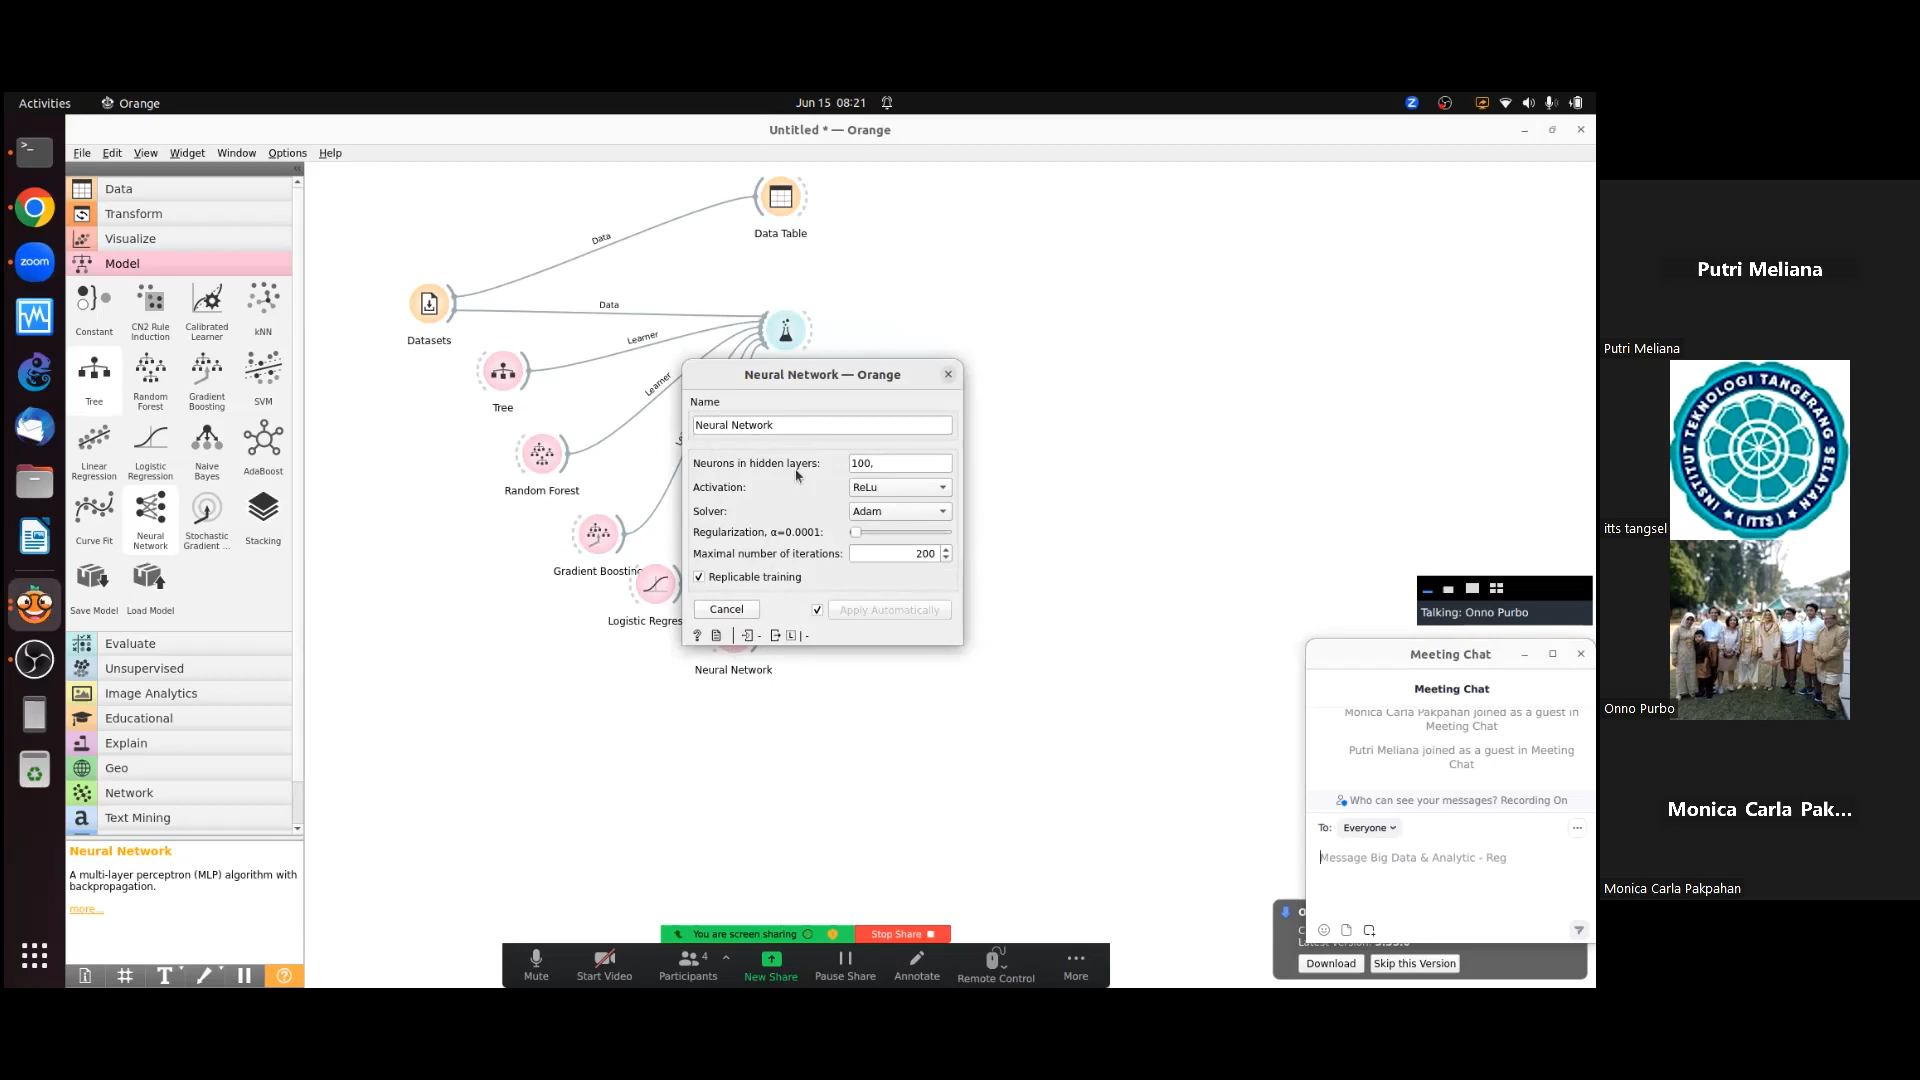 Activities
Orange
Jun 15 08:21
Untitled * — Orange
File Edit View Widget Window Options Help
Data
Transform
Visualize
Model
Constant
CN2 Rule Induction
Calibrated Learner
kNN
Tree
Random Forest
Gradient Boosting
SVM
Linear Regression
Logistic Regression
Naive Bayes
AdaBoost
Curve Fit
Neural Network
Stochastic Gradient ...
Stacking
Save Model
Load Model
Evaluate
Unsupervised
Image Analytics
Educational
Explain
Geo
Network
Text Mining
Neural Network
A multi-layer perceptron (MLP) algorithm with
backpropagation.
more...
zoom
Data
Data Table
Data
Datasets
Learner
Tree
Learner
Random Forest
Gradient Boosting
Logistic Regres
Neural Network
Neural Network — Orange
Name
Neural Network
Neurons in hidden layers: 100,
Activation: ReLu
Solver: Adam
Regularization, α=0.0001:
Maximal number of iterations: 200
Replicable training
Cancel
Apply Automatically
Talking: Onno Purbo
Meeting Chat
Meeting Chat
Monica Carla Pakpahan joined as a guest in
Meeting Chat
Putri Meliana joined as a guest in Meeting
Chat
Who can see your messages? Recording On
To: Everyone
Message Big Data & Analytic - Reg
Download
Skip this Version
You are screen sharing
Stop Share
Mute
Start Video
Participants
4
New Share
Pause Share
Annotate
Remote Control
More
Putri Meliana
Putri Meliana
INSTITUT TEKNOLOGI TANGERANG SELATAN
(ITTS)
itts tangsel
Onno Purbo
Monica Carla Pak...
Monica Carla Pakpahan